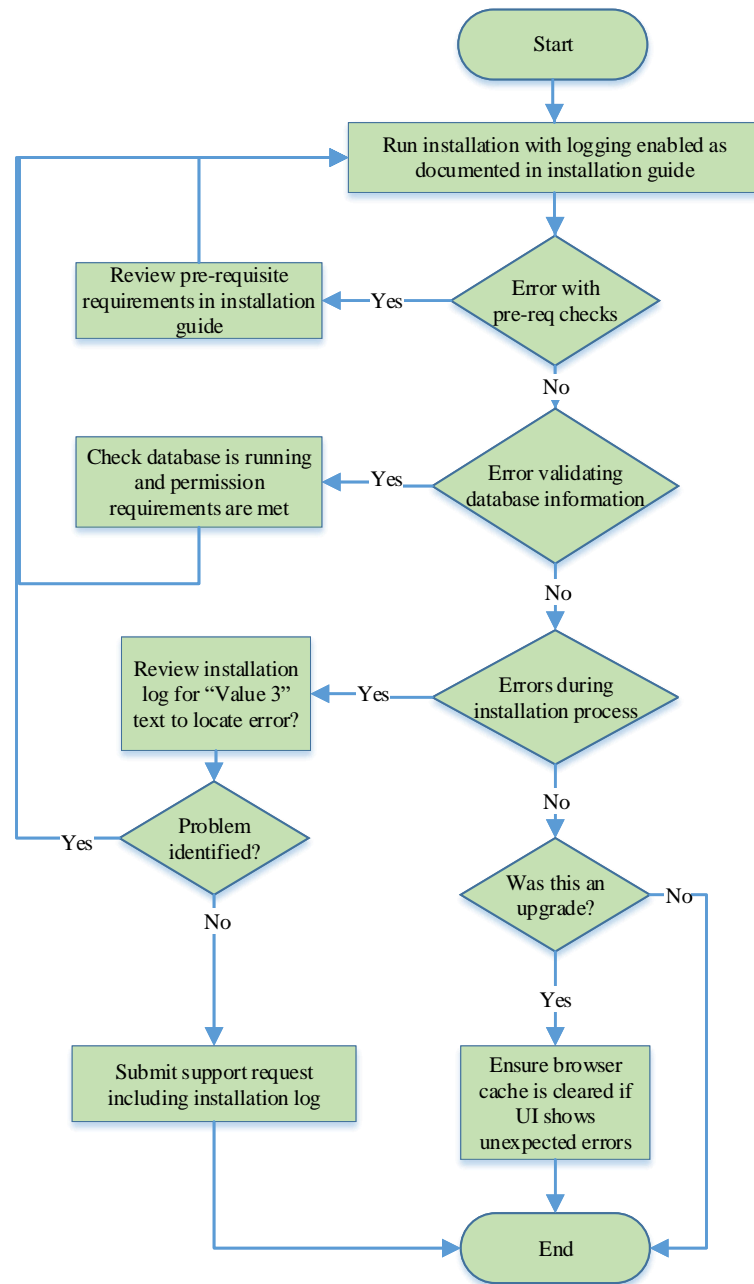 Start
Run installation with logging enabled as
documented in installation guide
Review pre-requisite
requirements in installation
guide
Yes
Error with
pre-req checks
No
Check database is running
and permission
requirements are met
Yes
Error validating
database information
No
Review installation
log for “Value 3”
text to locate error?
Yes
Errors during
installation process
No
Yes
Problem
identified?
No
Was this an
upgrade?
No
Yes
Submit support request
including installation log
Ensure browser
cache is cleared if
UI shows
unexpected errors
End